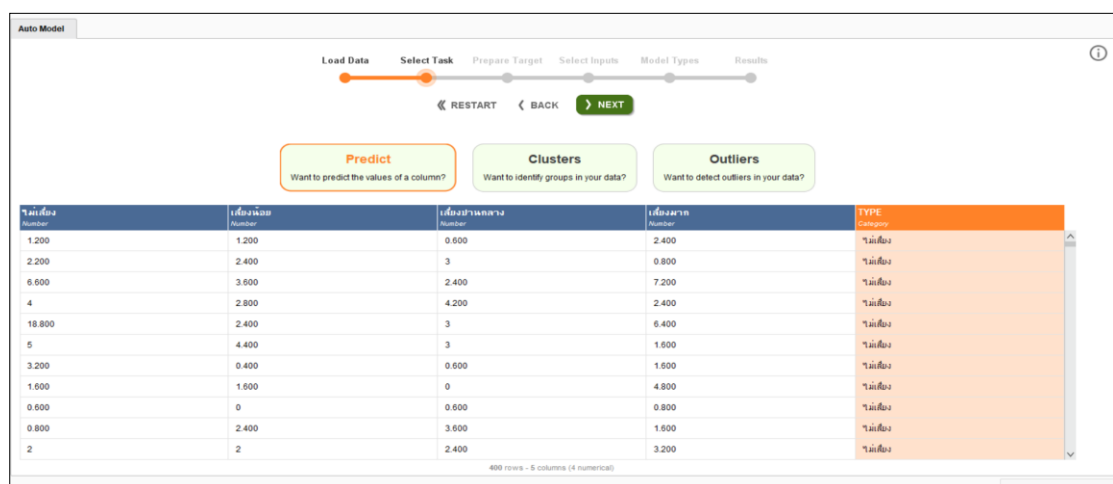 Auto Model
Load Data Select Task Prepare Target Select Inputs Model Types Results
RESTART BACK NEXT
Predict Clusters Outliers
Want to predict the values of a column? Want to identify groups in your data? Want to detect outliers in your data?
ไม่เสี่ยง เสี่ยงน้อย เสี่ยงปานกลาง เสี่ยงมาก TYPE
Number Number Number Number Category
1.200 1.200 0.600 2.400 ไม่เสี่ยง
2.200 2.400 3 0.800 ไม่เสี่ยง
6.600 3.600 2.400 7.200 ไม่เสี่ยง
4 2.800 4.200 2.400 ไม่เสี่ยง
18.800 2.400 3 6.400 ไม่เสี่ยง
5 4.400 3 1.600 ไม่เสี่ยง
3.200 0.400 0.600 1.600 ไม่เสี่ยง
1.600 1.600 0 4.800 ไม่เสี่ยง
0.600 0 0.600 0.800 ไม่เสี่ยง
0.800 2.400 3.600 1.600 ไม่เสี่ยง
2 2 2.400 3.200 ไม่เสี่ยง
400 rows - 5 columns (4 numerical)